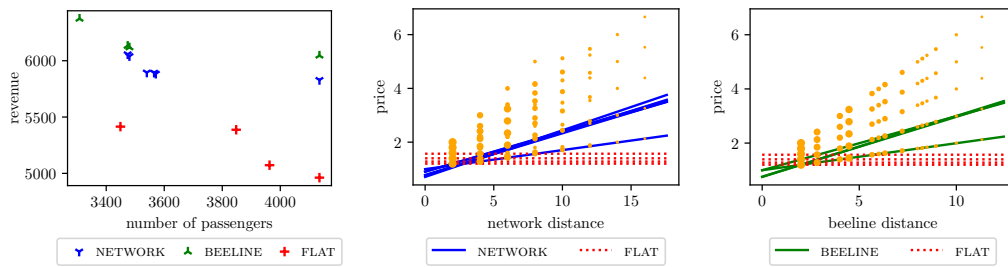 revenue
6000
5500
5000
3400 3600 3800 4000
number of passengers
NETWORK BEELINE FLAT
price
6
4
2
0 5 10 15
network distance
NETWORK FLAT
price
6
4
2
0 5 10
beeline distance
BEELINE FLAT